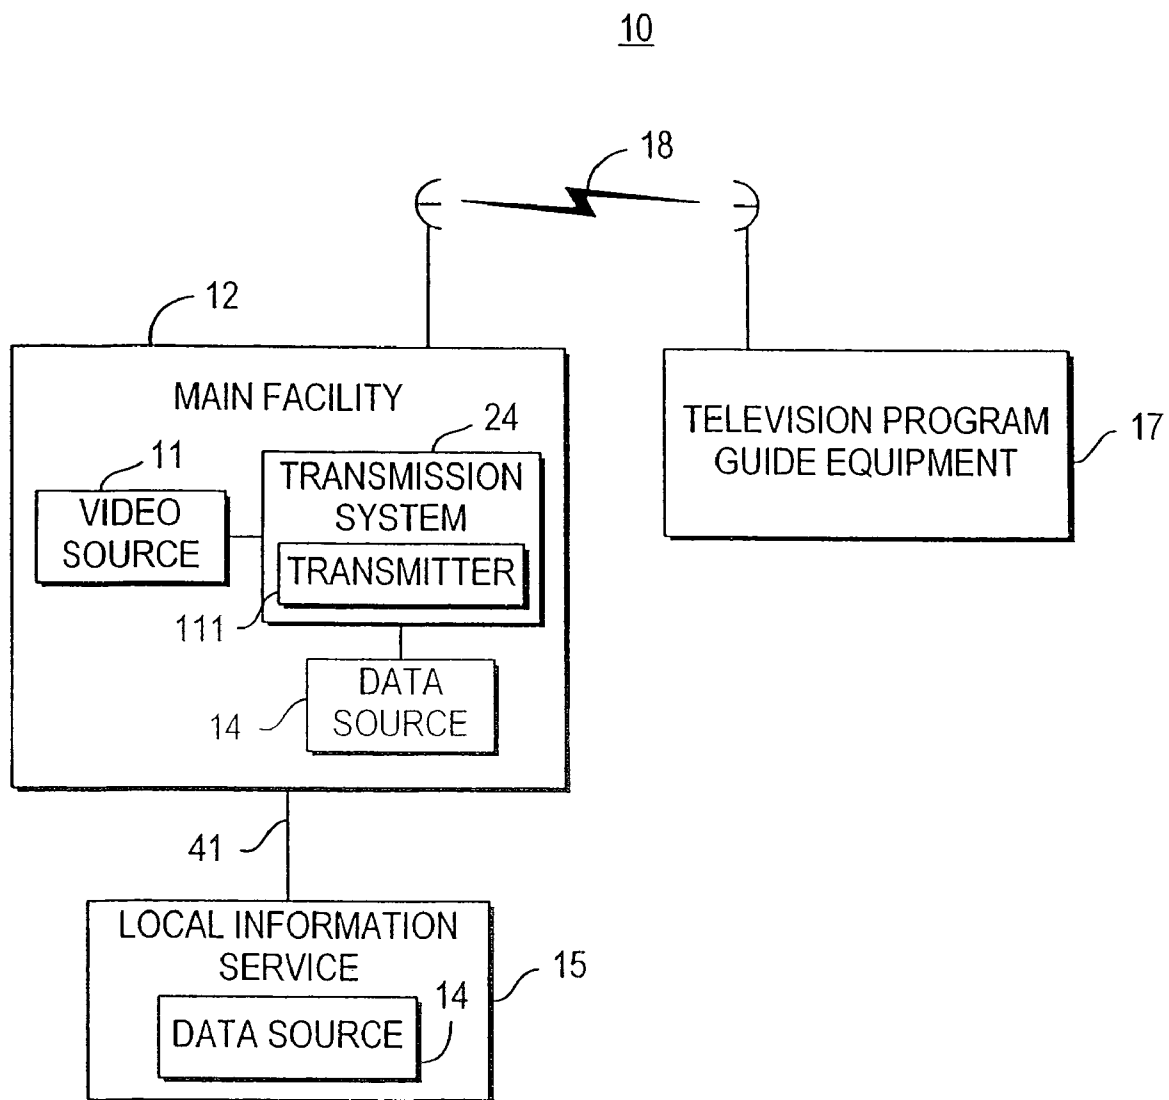 10
18
12
MAIN FACILITY
24
11
TRANSMISSION
SYSTEM
VIDEO
SOURCE
TRANSMITTER
111
DATA
SOURCE
14
TELEVISION PROGRAM
GUIDE EQUIPMENT
17
41
LOCAL INFORMATION
SERVICE
15
14
DATA SOURCE